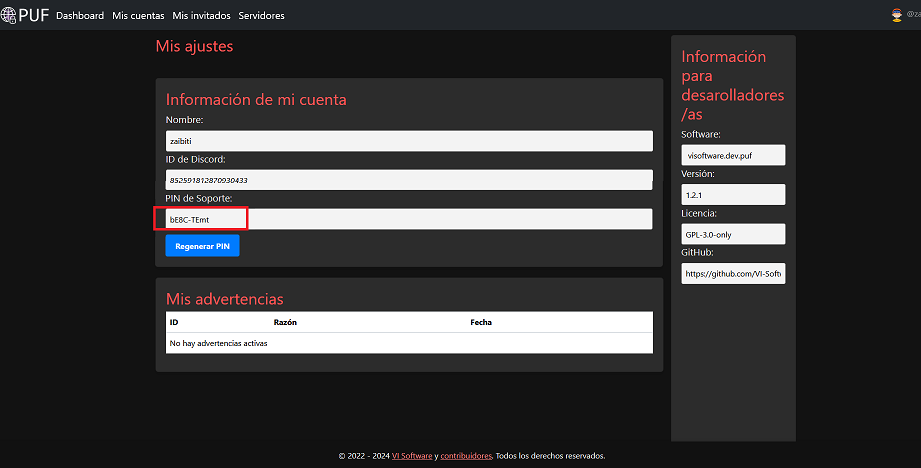 PUF Dashboard Mis cuentas Mis invitados Servidores @za
Mis ajustes
Información de mi cuenta
Nombre:
zaibiti
ID de Discord:
852591812870930433
PIN de Soporte:
bE8C-TEmt
Regenerar PIN
Mis advertencias
ID Razón Fecha
No hay advertencias activas
Información
para
desarolladores
/as
Software:
visoftware.dev.puf
Versión:
1.2.1
Licencia:
GPL-3.0-only
GitHub:
https://github.com/VI-Soft
© 2022 - 2024 VI Software y contribuidores. Todos los derechos reservados.